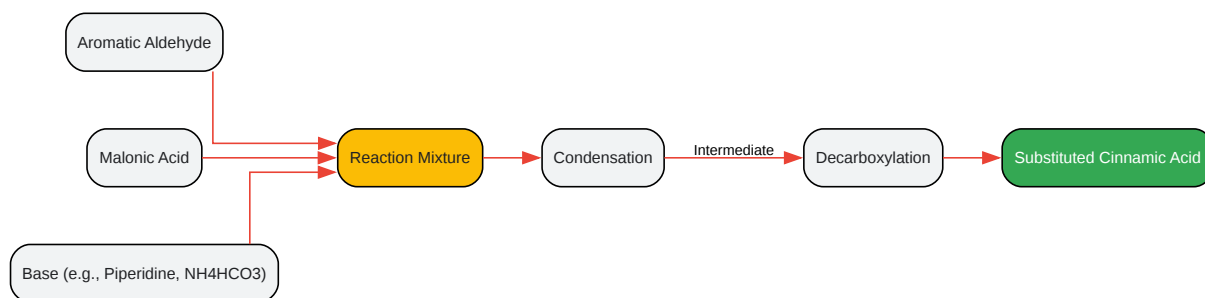 Aromatic Aldehyde
Malonic Acid
Reaction Mixture
Condensation
Intermediate
Decarboxylation
Substituted Cinnamic Acid
Base (e.g., Piperidine, NH4HCO3)